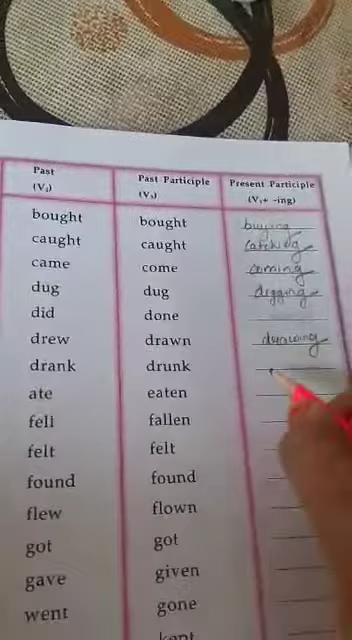 Past Past Participle Present Participle
(V₂) (V₃) (V₁+ -ing)
bought bought buying
caught caught catching
came come coming
dug dug digging
did done
drew drawn drawing
drank drunk
ate eaten
fell fallen
felt felt
found found
flew flown
got got
gave given
went gone
kept